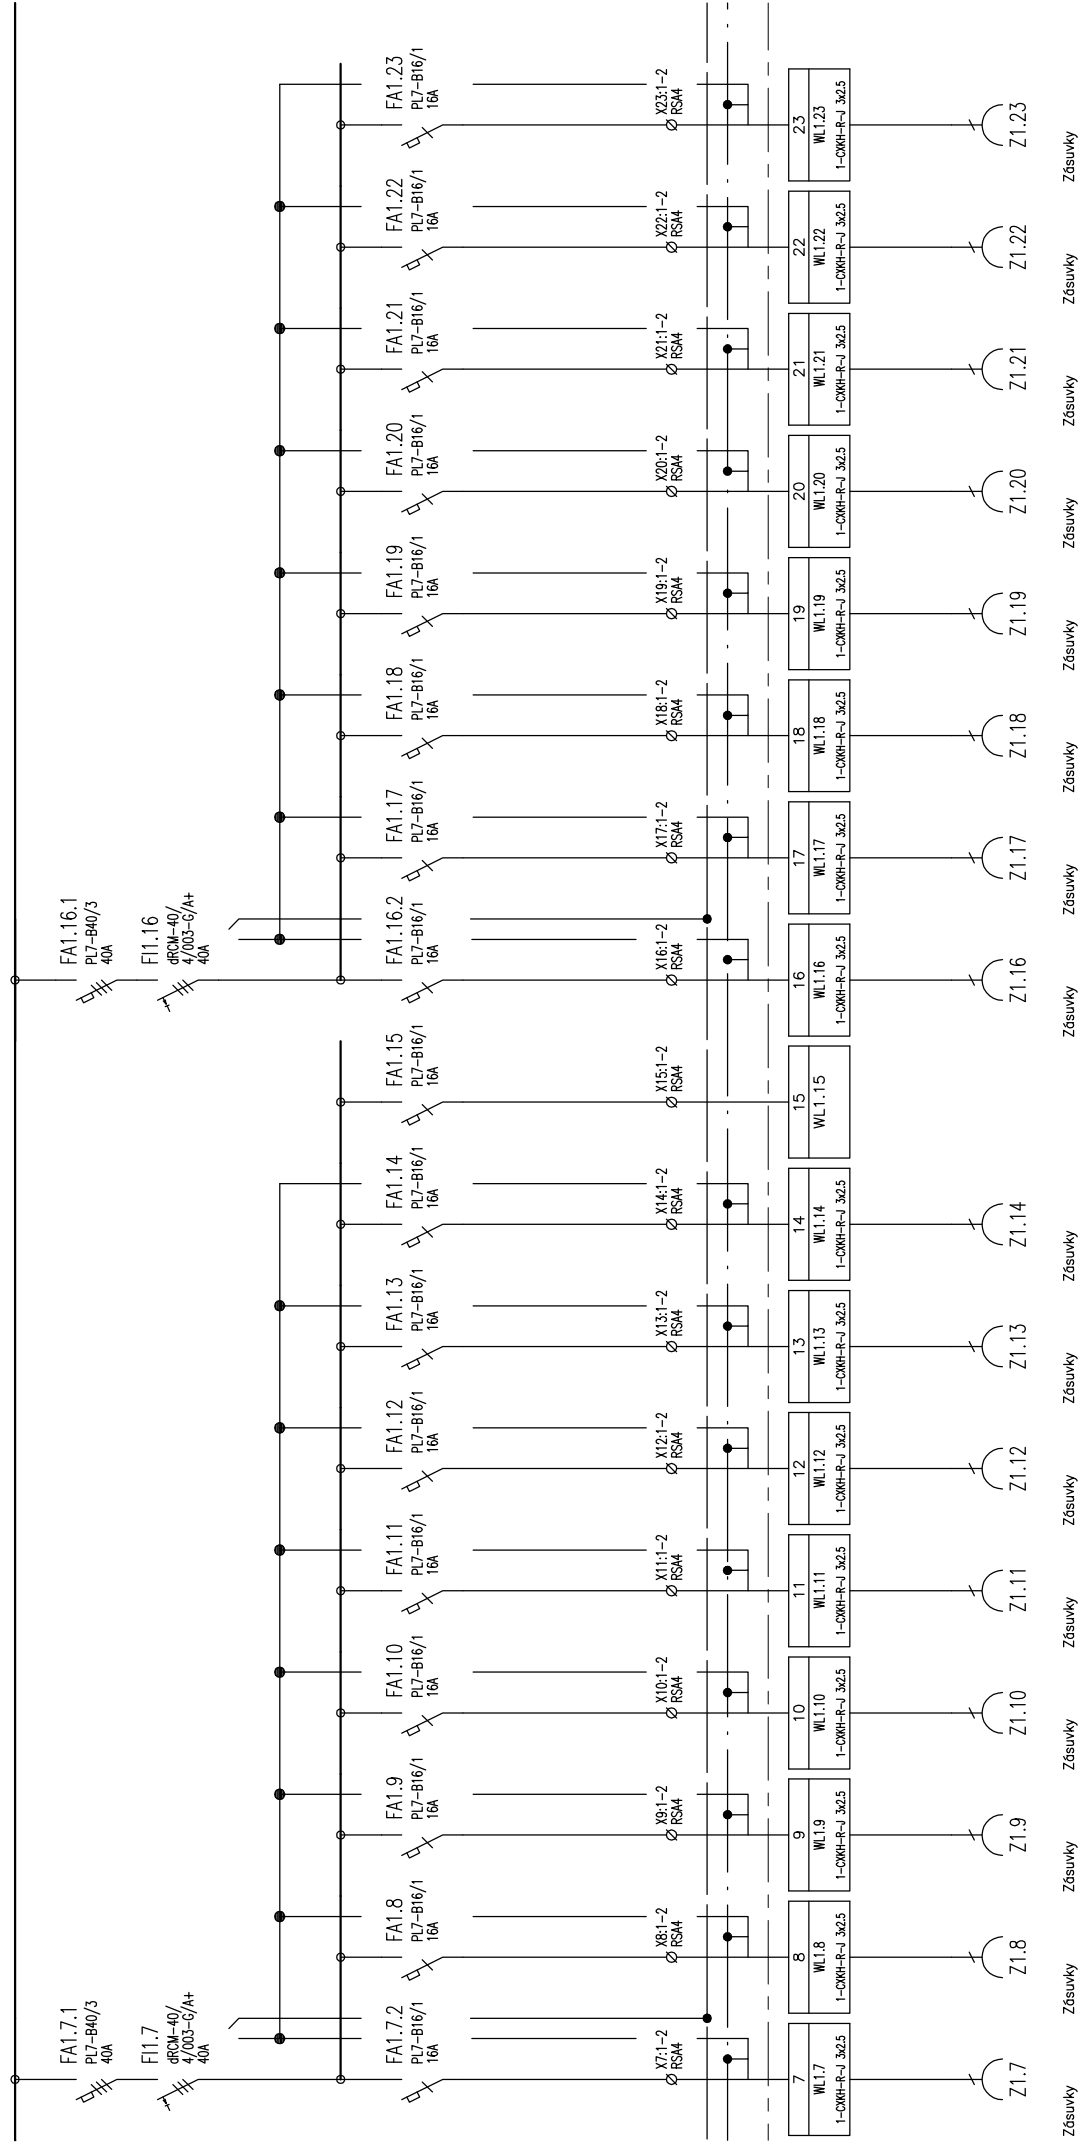 FA1.7.1
PL7-B40/3
40A
FI1.7
dRCM-40/
4/003-G/A+
40A
FA1.7.2
PL7-B16/1
16A
X7:1-2
RSA4
7
WL1.7
1-CXKH-R-J 3x2.5
Z1.7
Zásuvky
FA1.8
PL7-B16/1
16A
X8:1-2
RSA4
8
WL1.8
1-CXKH-R-J 3x2.5
Z1.8
Zásuvky
FA1.9
PL7-B16/1
16A
X9:1-2
RSA4
9
WL1.9
1-CXKH-R-J 3x2.5
Z1.9
Zásuvky
FA1.10
PL7-B16/1
16A
X10:1-2
RSA4
10
WL1.10
1-CXKH-R-J 3x2.5
Z1.10
Zásuvky
FA1.11
PL7-B16/1
16A
X11:1-2
RSA4
11
WL1.11
1-CXKH-R-J 3x2.5
Z1.11
Zásuvky
FA1.12
PL7-B16/1
16A
X12:1-2
RSA4
12
WL1.12
1-CXKH-R-J 3x2.5
Z1.12
Zásuvky
FA1.13
PL7-B16/1
16A
X13:1-2
RSA4
13
WL1.13
1-CXKH-R-J 3x2.5
Z1.13
Zásuvky
FA1.14
PL7-B16/1
16A
X14:1-2
RSA4
14
WL1.14
1-CXKH-R-J 3x2.5
Z1.14
Zásuvky
FA1.15
PL7-B16/1
16A
X15:1-2
RSA4
15
WL1.15
FA1.16.1
PL7-B40/3
40A
FI1.16
dRCM-40/
4/003-G/A+
40A
FA1.16.2
PL7-B16/1
16A
X16:1-2
RSA4
16
WL1.16
1-CXKH-R-J 3x2.5
Z1.16
Zásuvky
FA1.17
PL7-B16/1
16A
X17:1-2
RSA4
17
WL1.17
1-CXKH-R-J 3x2.5
Z1.17
Zásuvky
FA1.18
PL7-B16/1
16A
X18:1-2
RSA4
18
WL1.18
1-CXKH-R-J 3x2.5
Z1.18
Zásuvky
FA1.19
PL7-B16/1
16A
X19:1-2
RSA4
19
WL1.19
1-CXKH-R-J 3x2.5
Z1.19
Zásuvky
FA1.20
PL7-B16/1
16A
X20:1-2
RSA4
20
WL1.20
1-CXKH-R-J 3x2.5
Z1.20
Zásuvky
FA1.21
PL7-B16/1
16A
X21:1-2
RSA4
21
WL1.21
1-CXKH-R-J 3x2.5
Z1.21
Zásuvky
FA1.22
PL7-B16/1
16A
X22:1-2
RSA4
22
WL1.22
1-CXKH-R-J 3x2.5
Z1.22
Zásuvky
FA1.23
PL7-B16/1
16A
X23:1-2
RSA4
23
WL1.23
1-CXKH-R-J 3x2.5
Z1.23
Zásuvky